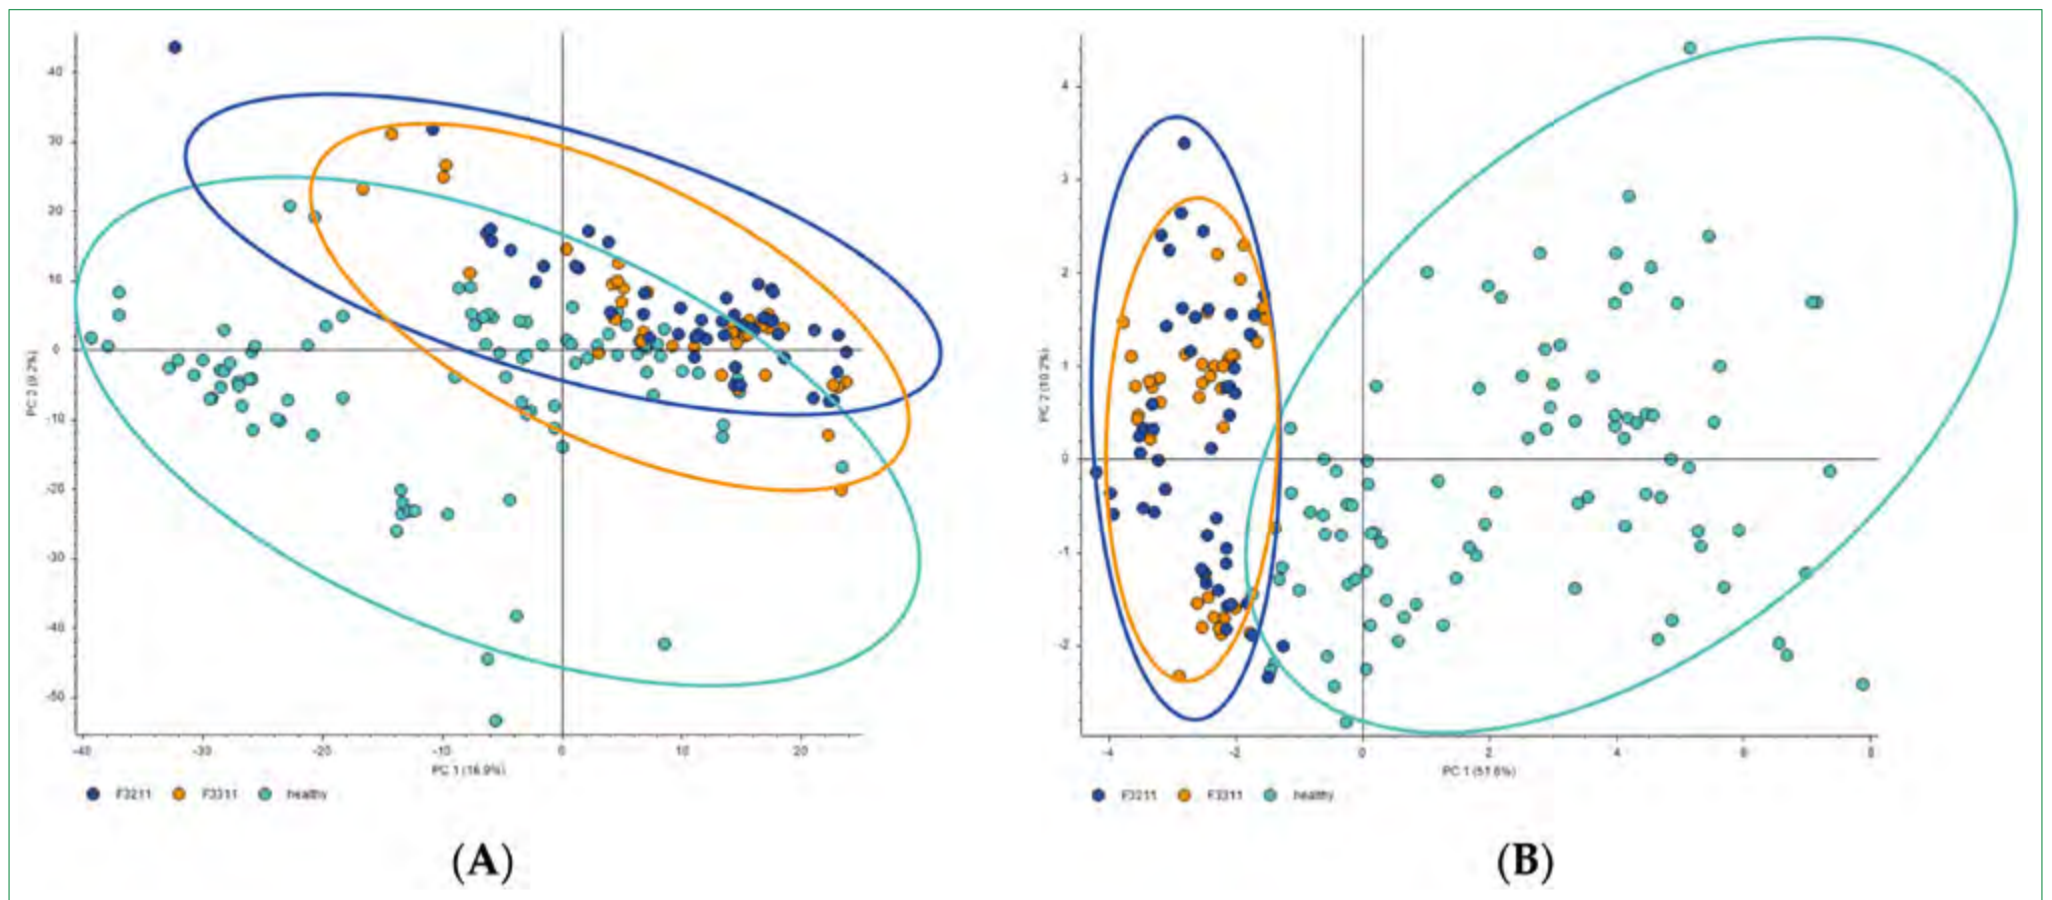 40
30
20
10
0
-10
-20
-30
-40
-50
PC 2 (9.2%)
-40 -30 -20 -10 0 10 20
PC 1 (16.9%)
F3211 F3311 healthy
(A)
4
3
2
1
0
-1
-2
PC 2 (10.2%)
-4 -2 0 2 4 6 8
PC 1 (51.6%)
F3211 F3311 healthy
(B)